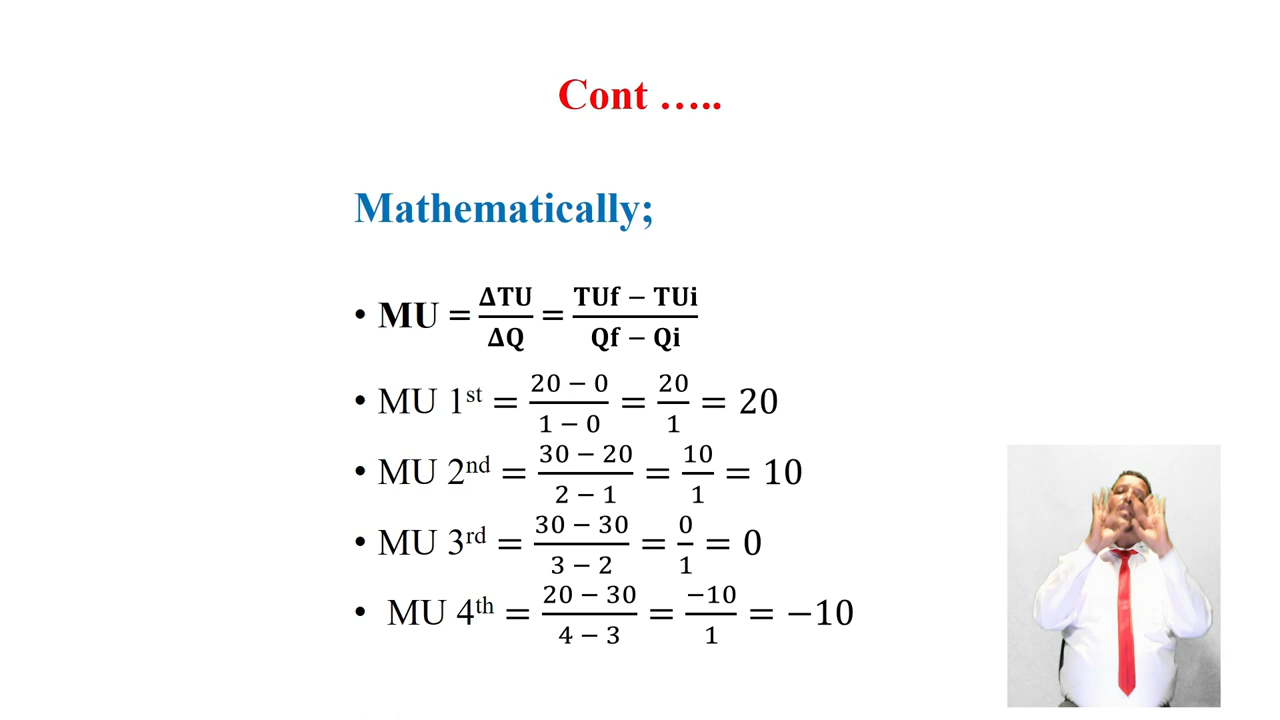 Cont …..
Mathematically;
• MU = ΔTU/ΔQ = TUf − TUi/Qf − Qi
• MU 1st = 20 − 0/1 − 0 = 20/1 = 20
• MU 2nd = 30 − 20/2 − 1 = 10/1 = 10
• MU 3rd = 30 − 30/3 − 2 = 0/1 = 0
• MU 4th = 20 − 30/4 − 3 = −10/1 = −10